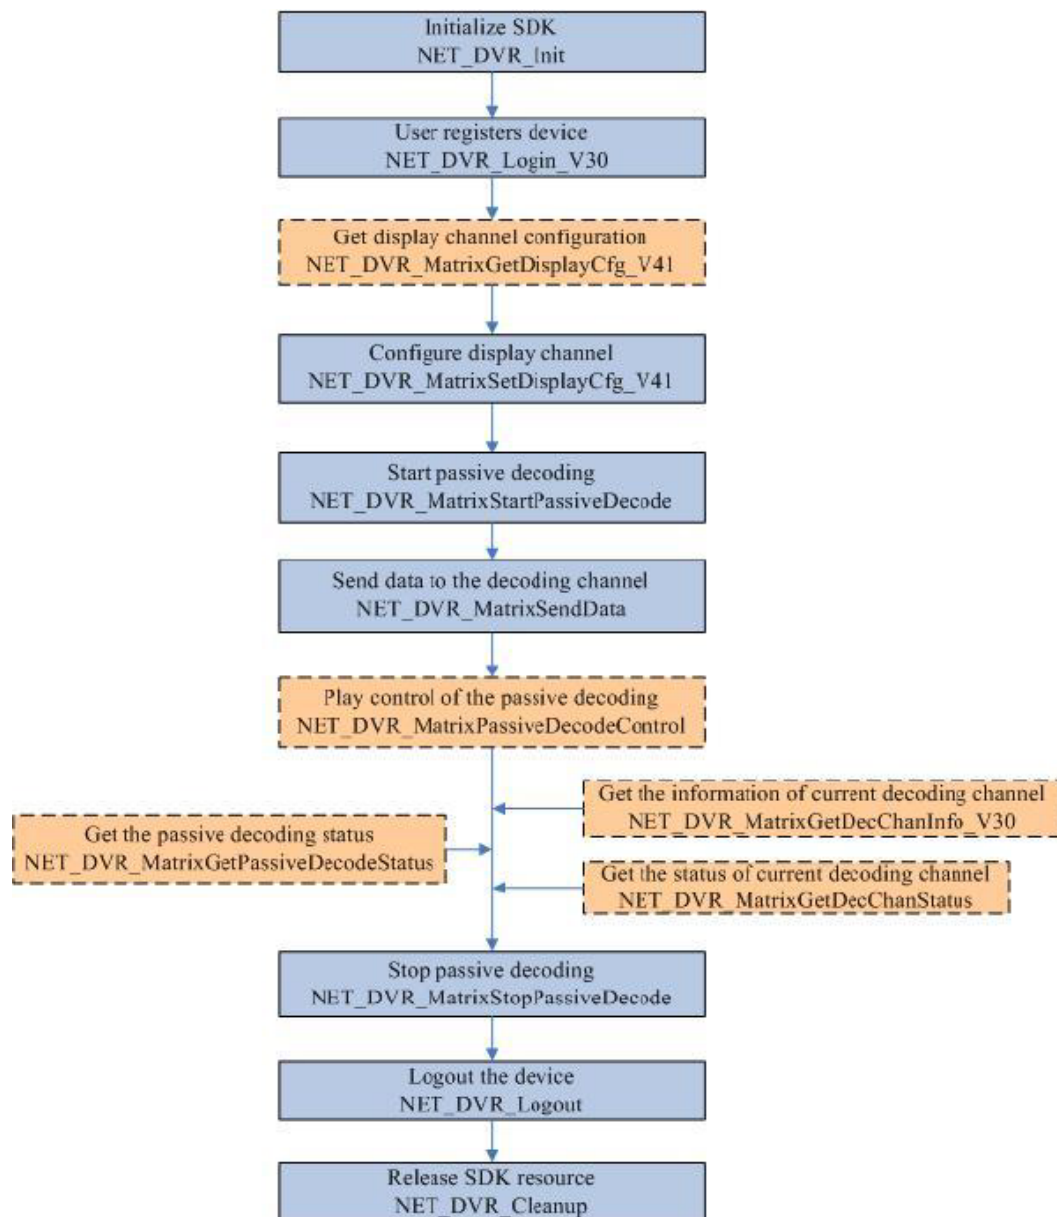 Initialize SDK
NET_DVR_Init
User registers device
NET_DVR_Login_V30
Get display channel configuration
NET_DVR_MatrixGetDisplayCfg_V41
Configure display channel
NET_DVR_MatrixSetDisplayCfg_V41
Start passive decoding
NET_DVR_MatrixStartPassiveDecode
Send data to the decoding channel
NET_DVR_MatrixSendData
Play control of the passive decoding
NET_DVR_MatrixPassiveDecodeControl
Get the information of current decoding channel
NET_DVR_MatrixGetDecChanInfo_V30
Get the passive decoding status
NET_DVR_MatrixGetPassiveDecodeStatus
Get the status of current decoding channel
NET_DVR_MatrixGetDecChanStatus
Stop passive decoding
NET_DVR_MatrixStopPassiveDecode
Logout the device
NET_DVR_Logout
Release SDK resource
NET_DVR_Cleanup